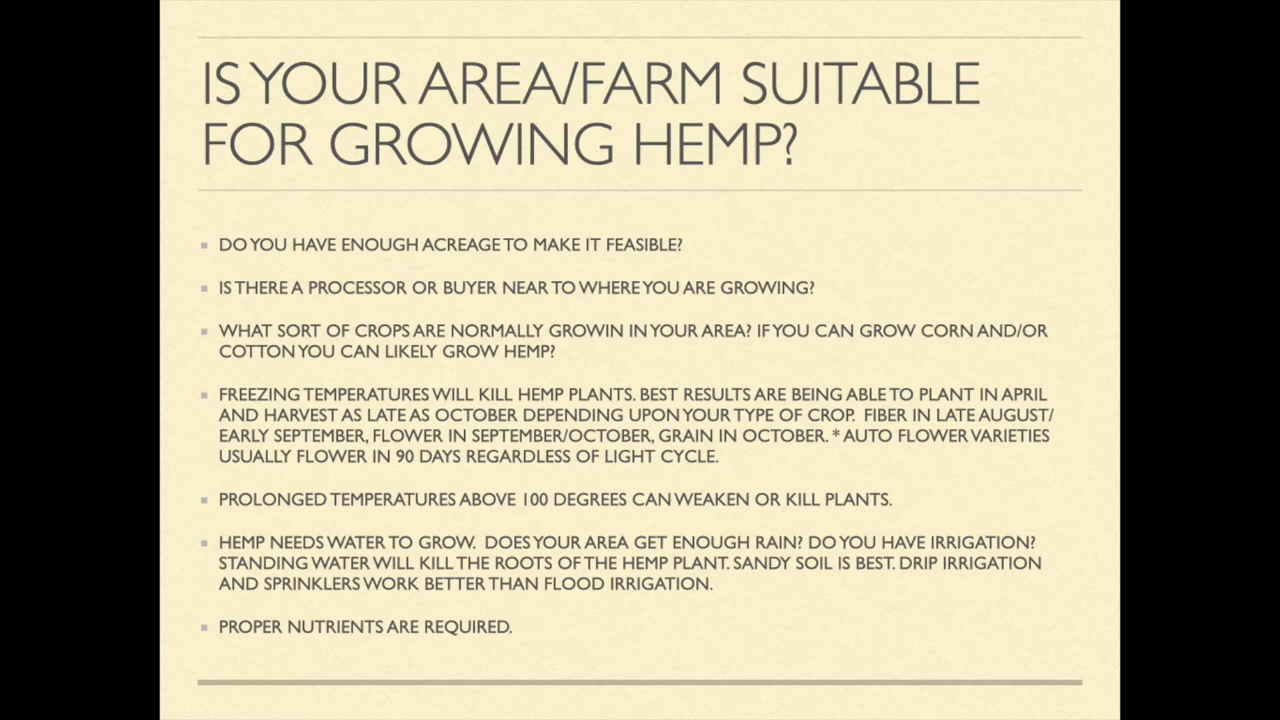 IS YOUR AREA/FARM SUITABLE
FOR GROWING HEMP?
DO YOU HAVE ENOUGH ACREAGE TO MAKE IT FEASIBLE?
IS THERE A PROCESSOR OR BUYER NEAR TO WHERE YOU ARE GROWING?
WHAT SORT OF CROPS ARE NORMALLY GROWIN IN YOUR AREA? IF YOU CAN GROW CORN AND/OR
COTTON YOU CAN LIKELY GROW HEMP?
FREEZING TEMPERATURES WILL KILL HEMP PLANTS. BEST RESULTS ARE BEING ABLE TO PLANT IN APRIL
AND HARVEST AS LATE AS OCTOBER DEPENDING UPON YOUR TYPE OF CROP. FIBER IN LATE AUGUST/
EARLY SEPTEMBER, FLOWER IN SEPTEMBER/OCTOBER, GRAIN IN OCTOBER. * AUTO FLOWER VARIETIES
USUALLY FLOWER IN 90 DAYS REGARDLESS OF LIGHT CYCLE.
PROLONGED TEMPERATURES ABOVE 100 DEGREES CAN WEAKEN OR KILL PLANTS.
HEMP NEEDS WATER TO GROW. DOES YOUR AREA GET ENOUGH RAIN? DO YOU HAVE IRRIGATION?
STANDING WATER WILL KILL THE ROOTS OF THE HEMP PLANT. SANDY SOIL IS BEST. DRIP IRRIGATION
AND SPRINKLERS WORK BETTER THAN FLOOD IRRIGATION.
PROPER NUTRIENTS ARE REQUIRED.